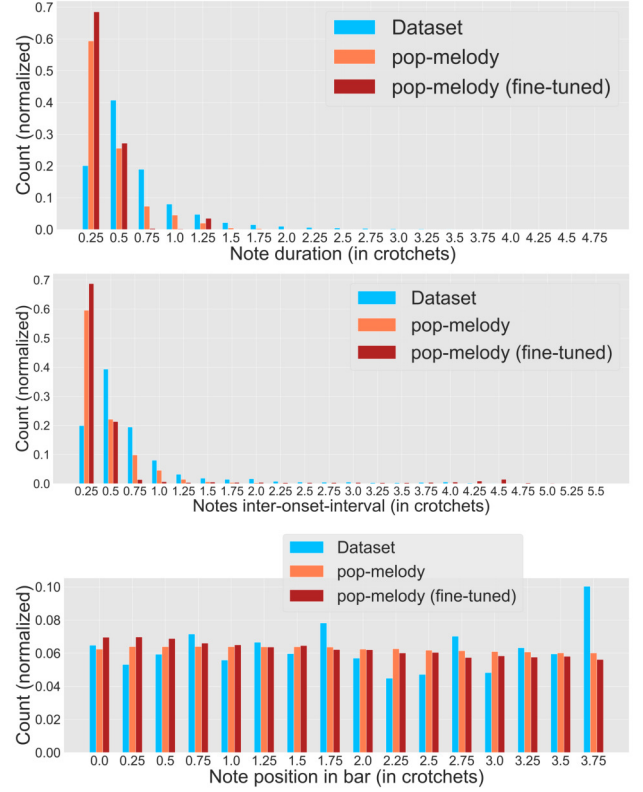 0.7
0.6
0.5
0.4
0.3
0.2
0.1
0.0
Count (normalized)
Dataset
pop-melody
pop-melody (fine-tuned)
0.25 0.5 0.75 1.0 1.25 1.5 1.75 2.0 2.25 2.5 2.75 3.0 3.25 3.5 3.75 4.0 4.25 4.5 4.75
Note duration (in crotchets)
0.7
0.6
0.5
0.4
0.3
0.2
0.1
0.0
Count (normalized)
Dataset
pop-melody
pop-melody (fine-tuned)
0.25 0.5 0.75 1.0 1.25 1.5 1.75 2.0 2.25 2.5 2.75 3.0 3.25 3.5 3.75 4.0 4.25 4.5 4.75 5.0 5.25 5.5
Notes inter-onset-interval (in crotchets)
Dataset
pop-melody
pop-melody (fine-tuned)
0.10
0.08
0.06
0.04
0.02
0.00
Count (normalized)
0.0 0.25 0.5 0.75 1.0 1.25 1.5 1.75 2.0 2.25 2.5 2.75 3.0 3.25 3.5 3.75
Note position in bar (in crotchets)